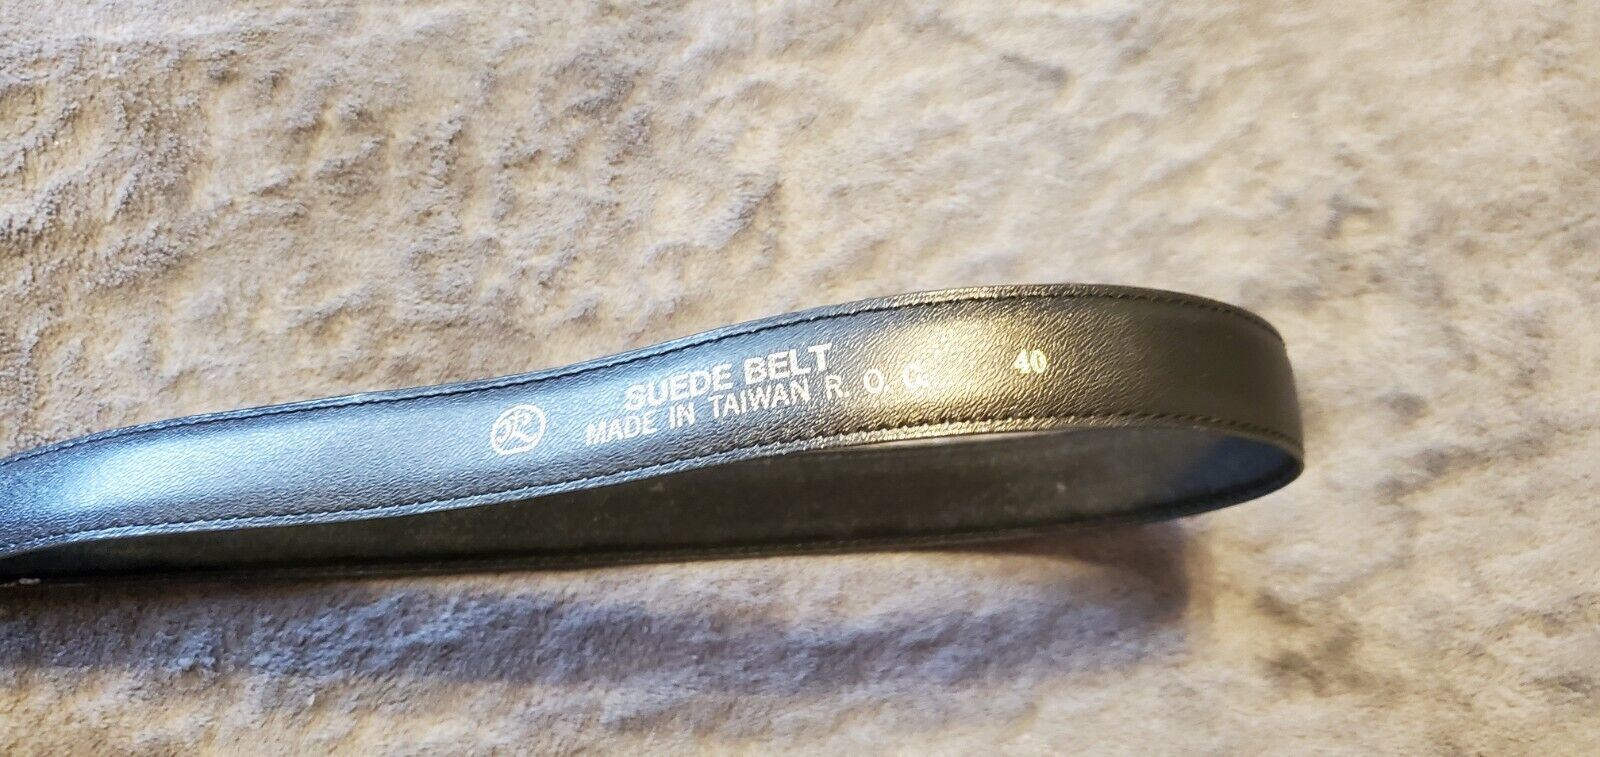 SUEDE BELT
MADE IN TAIWAN R. O. C.
40